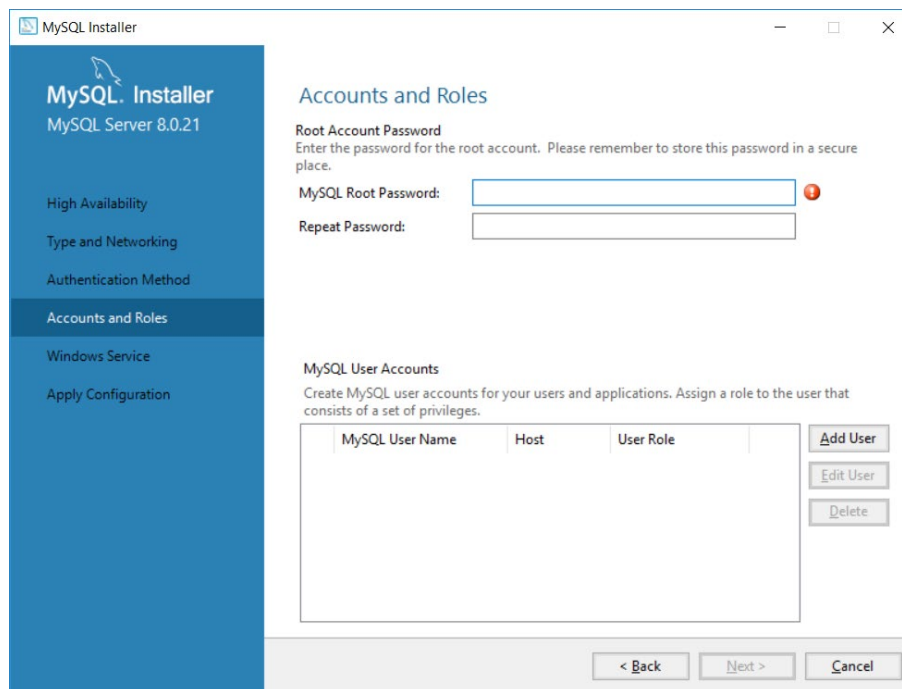 MySQL Installer
MySQL. Installer
MySQL Server 8.0.21
High Availability
Type and Networking
Authentication Method
Accounts and Roles
Windows Service
Apply Configuration
Accounts and Roles
Root Account Password
Enter the password for the root account. Please remember to store this password in a secure
place.
MySQL Root Password:
Repeat Password:
MySQL User Accounts
Create MySQL user accounts for your users and applications. Assign a role to the user that
consists of a set of privileges.
MySQL User Name Host User Role
Add User
Edit User
Delete
< Back Next > Cancel